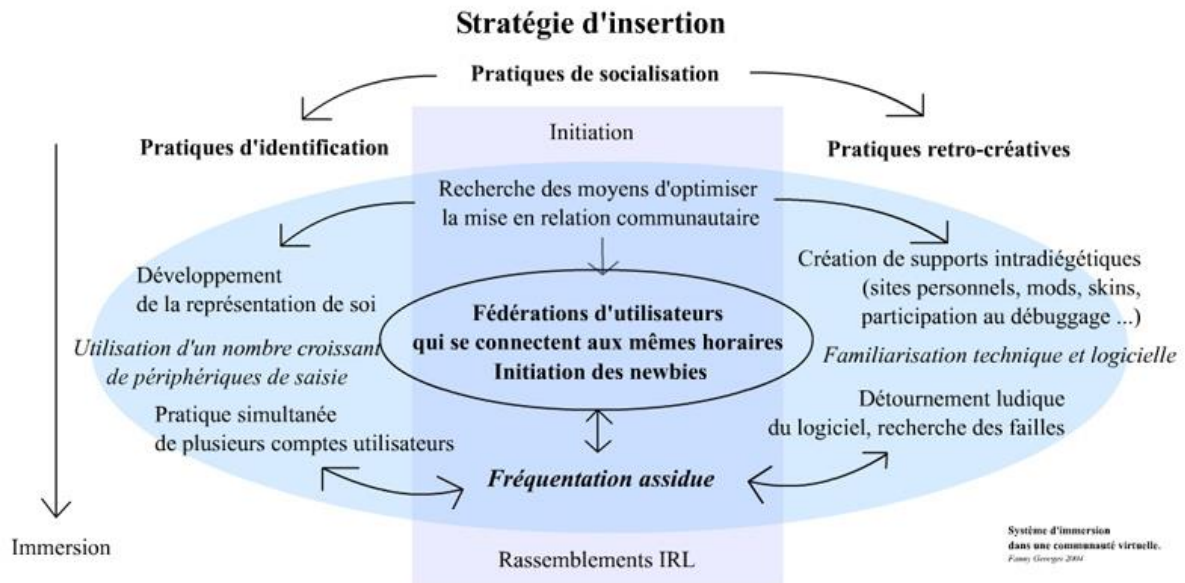 Stratégie d'insertion
Pratiques de socialisation
Initiation
Pratiques d'identification
Pratiques retro-créatives
Recherche des moyens d'optimiser
la mise en relation communautaire
Développement
de la représentation de soi
Utilisation d'un nombre croissant
de périphériques de saisie
Pratique simultanée
de plusieurs comptes utilisateurs
Fédérations d'utilisateurs
qui se connectent aux mêmes horaires
Initiation des newbies
Création de supports intradiégétiques
(sites personnels, mods, skins,
participation au débuggage ...)
Familiarisation technique et logicielle
Détournement ludique
du logiciel, recherche des failles
Fréquentation assidue
Immersion
Rassemblements IRL
Système d'immersion
dans une communauté virtuelle.
Fanny Georges 2004